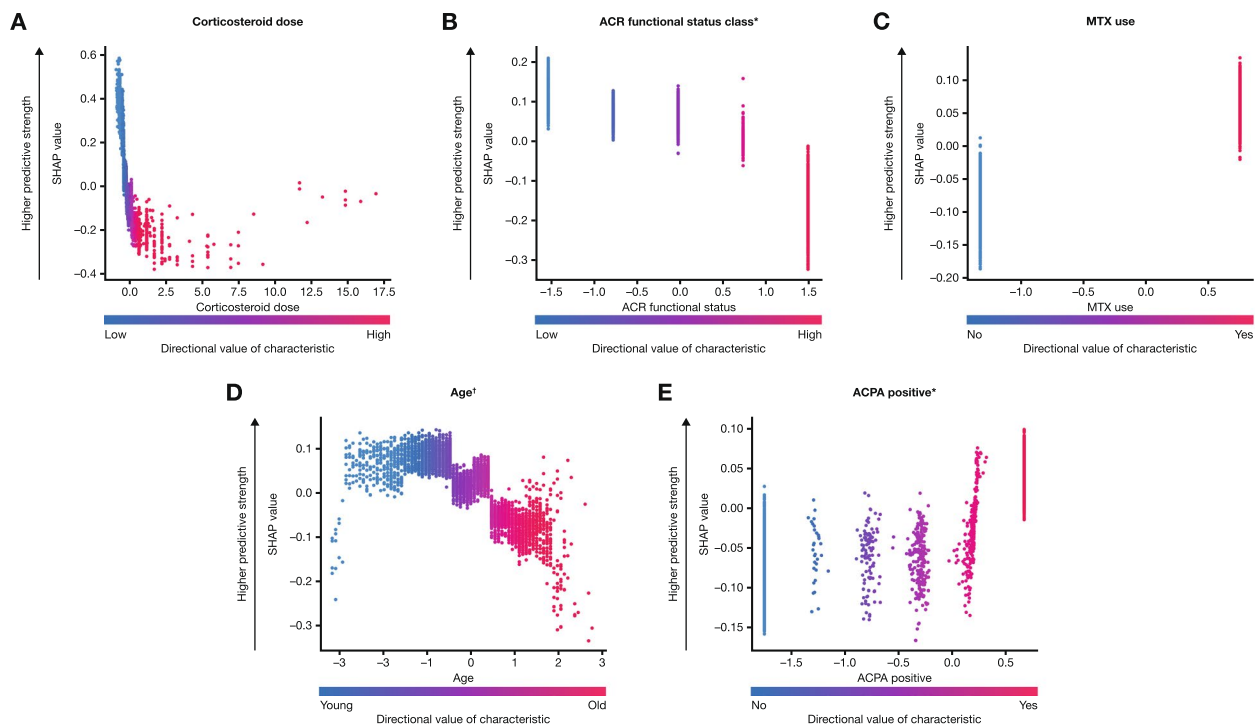 A
Corticosteroid dose
Higher predictive strength
SHAP value
0.6
0.4
0.2
0.0
−0.2
−0.4
0.0 2.5 5.0 7.5 10.0 12.5 15.0 17.5
Corticosteroid dose
Low High
Directional value of characteristic
B
ACR functional status class*
Higher predictive strength
SHAP value
0.2
0.1
0.0
−0.1
−0.2
−0.3
−1.5 −1.0 −0.5 0.0 0.5 1.0 1.5
ACR functional status
Low High
Directional value of characteristic
C
MTX use
Higher predictive strength
SHAP value
0.10
0.05
0.00
−0.05
−0.10
−0.15
−0.20
−1.0 −0.5 0.0 0.5
MTX use
No Yes
Directional value of characteristic
D
Age†
Higher predictive strength
SHAP value
0.1
0.0
−0.1
−0.2
−0.3
−3 −3 −1 0 1 2 3
Age
Young Old
Directional value of characteristic
E
ACPA positive*
Higher predictive strength
SHAP value
0.10
0.05
0.00
−0.05
−0.10
−0.15
−1.5 −1.0 −0.5 0.0 0.5
ACPA positive
No Yes
Directional value of characteristic